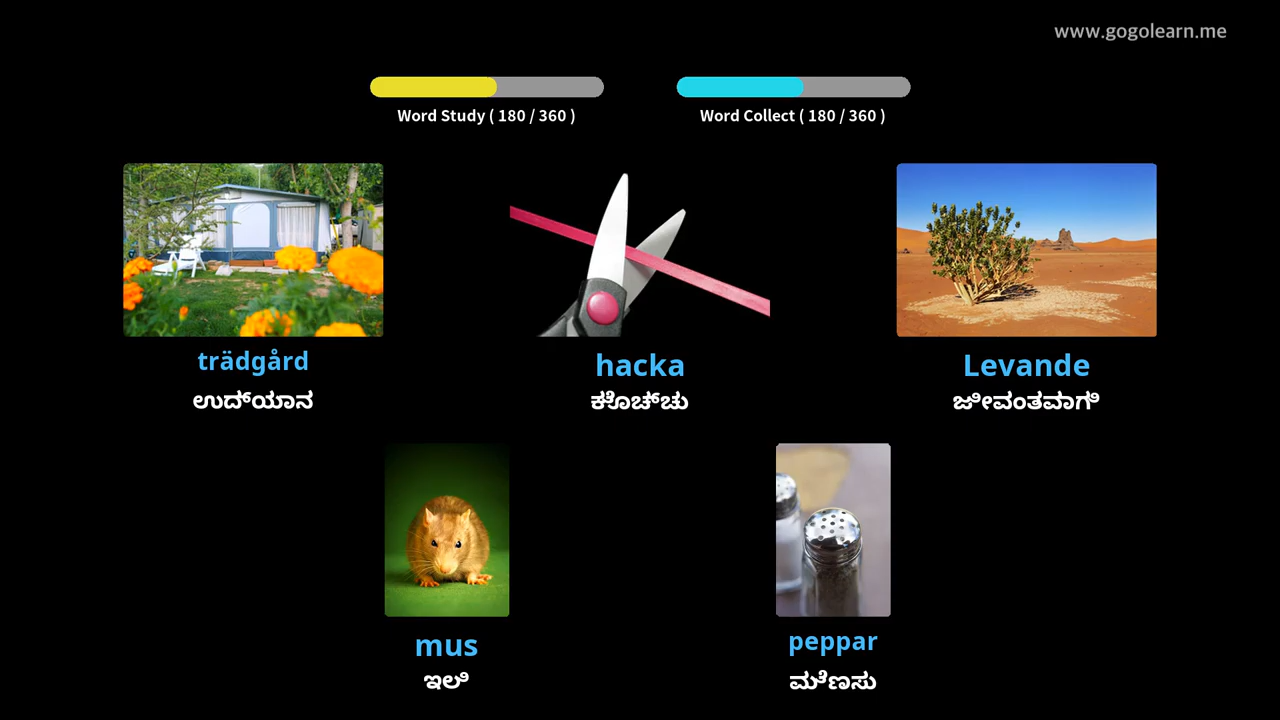 www.gogolearn.me
Word Study ( 180 / 360 )
Word Collect ( 180 / 360 )
trädgård
ಉದ್ಯಾನ
hacka
ಕೊಚ್ಚು
Levande
ಜೀವಂತವಾಗಿ
mus
ಇಲಿ
peppar
ಮೆಣಸು